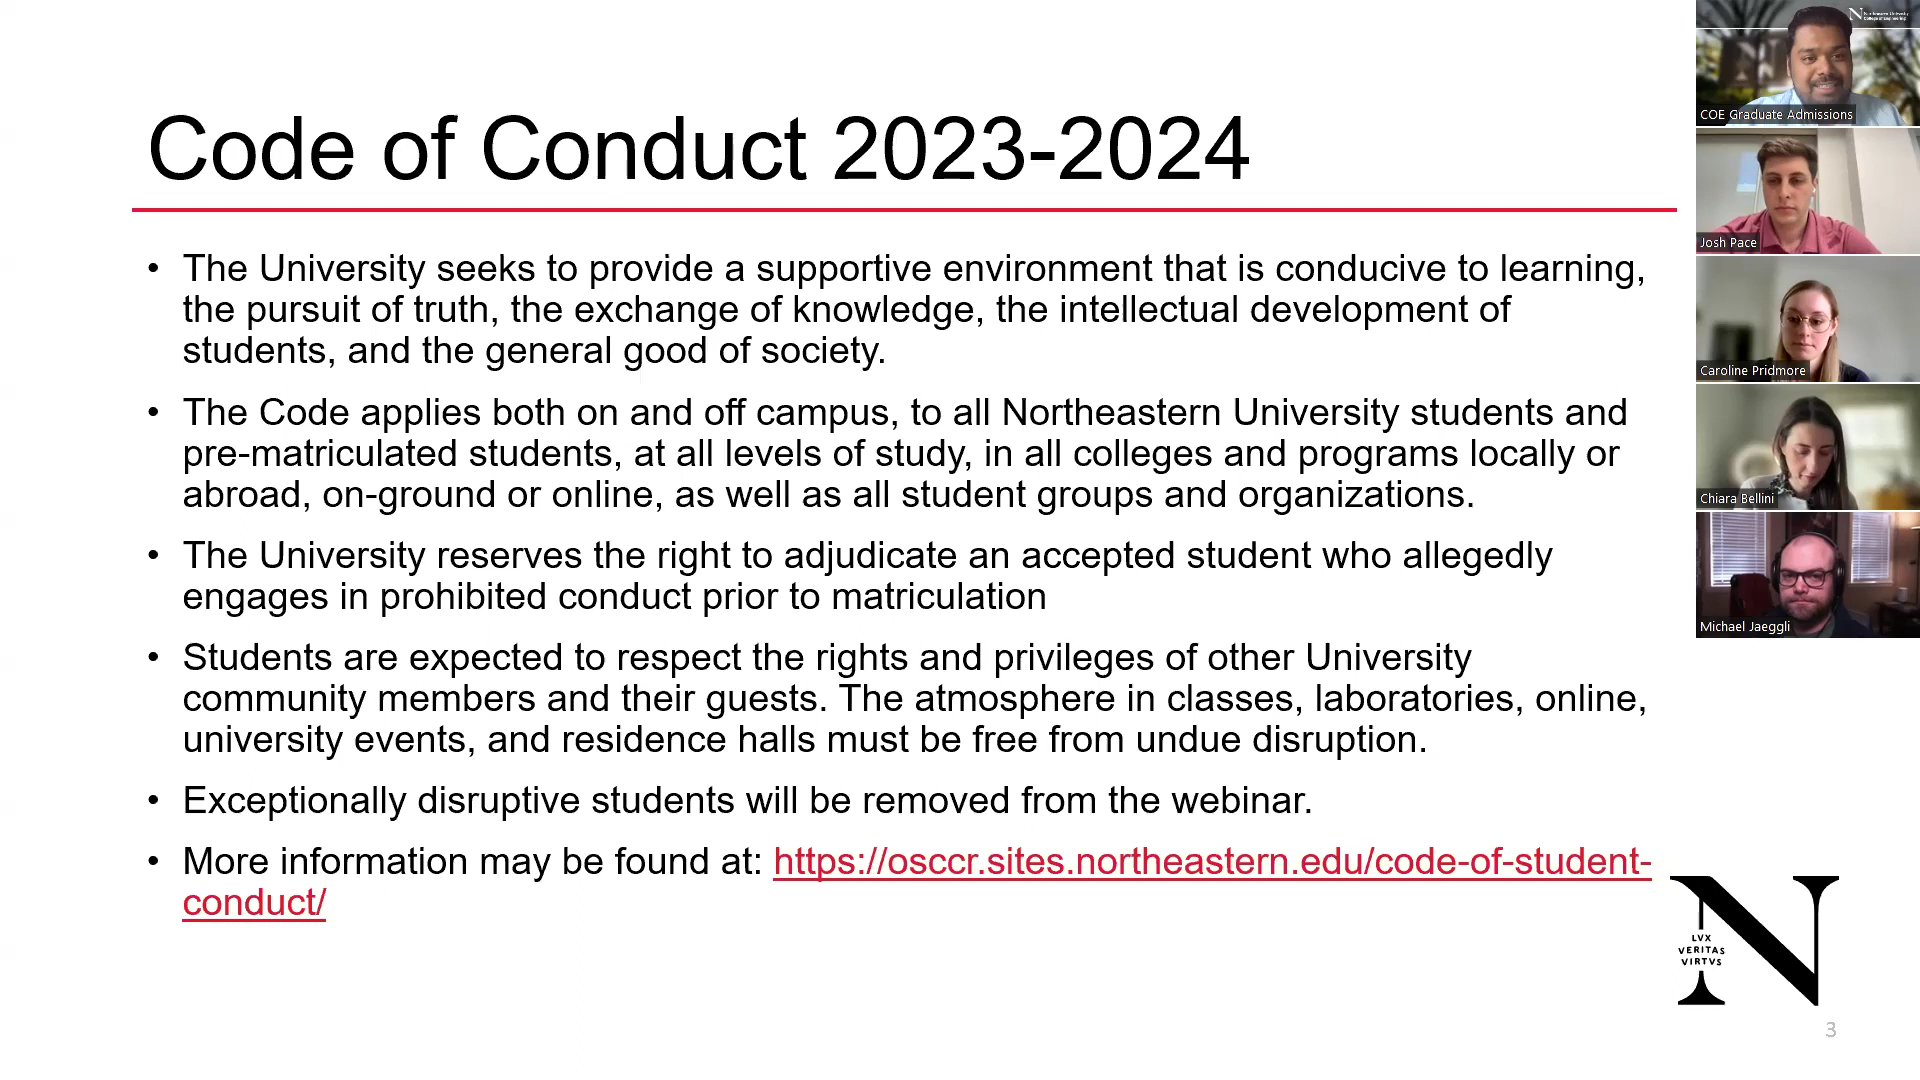 Code of Conduct 2023-2024
• The University seeks to provide a supportive environment that is conducive to learning,
the pursuit of truth, the exchange of knowledge, the intellectual development of
students, and the general good of society.
• The Code applies both on and off campus, to all Northeastern University students and
pre-matriculated students, at all levels of study, in all colleges and programs locally or
abroad, on-ground or online, as well as all student groups and organizations.
• The University reserves the right to adjudicate an accepted student who allegedly
engages in prohibited conduct prior to matriculation
• Students are expected to respect the rights and privileges of other University
community members and their guests. The atmosphere in classes, laboratories, online,
university events, and residence halls must be free from undue disruption.
• Exceptionally disruptive students will be removed from the webinar.
• More information may be found at: https://osccr.sites.northeastern.edu/code-of-student-
conduct/
N
LVX
VERITAS
VIRTVS
3
N Northeastern University
College of Engineering
COE Graduate Admissions
Josh Pace
Caroline Pridmore
Chiara Bellini
Michael Jaeggli